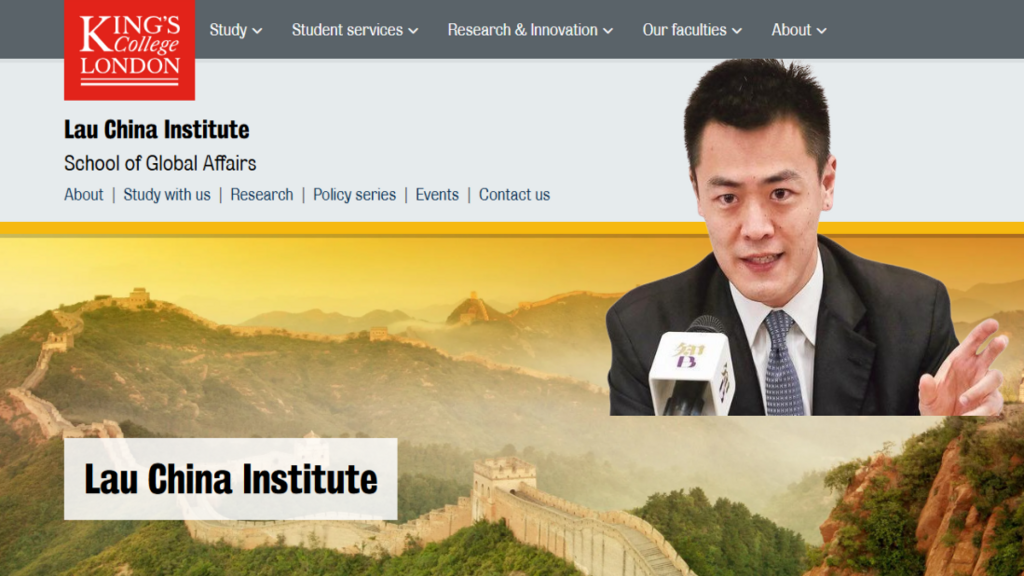 KING'S
College
LONDON
Study
Student services
Research & Innovation
Our faculties
About
Lau China Institute
School of Global Affairs
About | Study with us | Research | Policy series | Events | Contact us
B
Lau China Institute